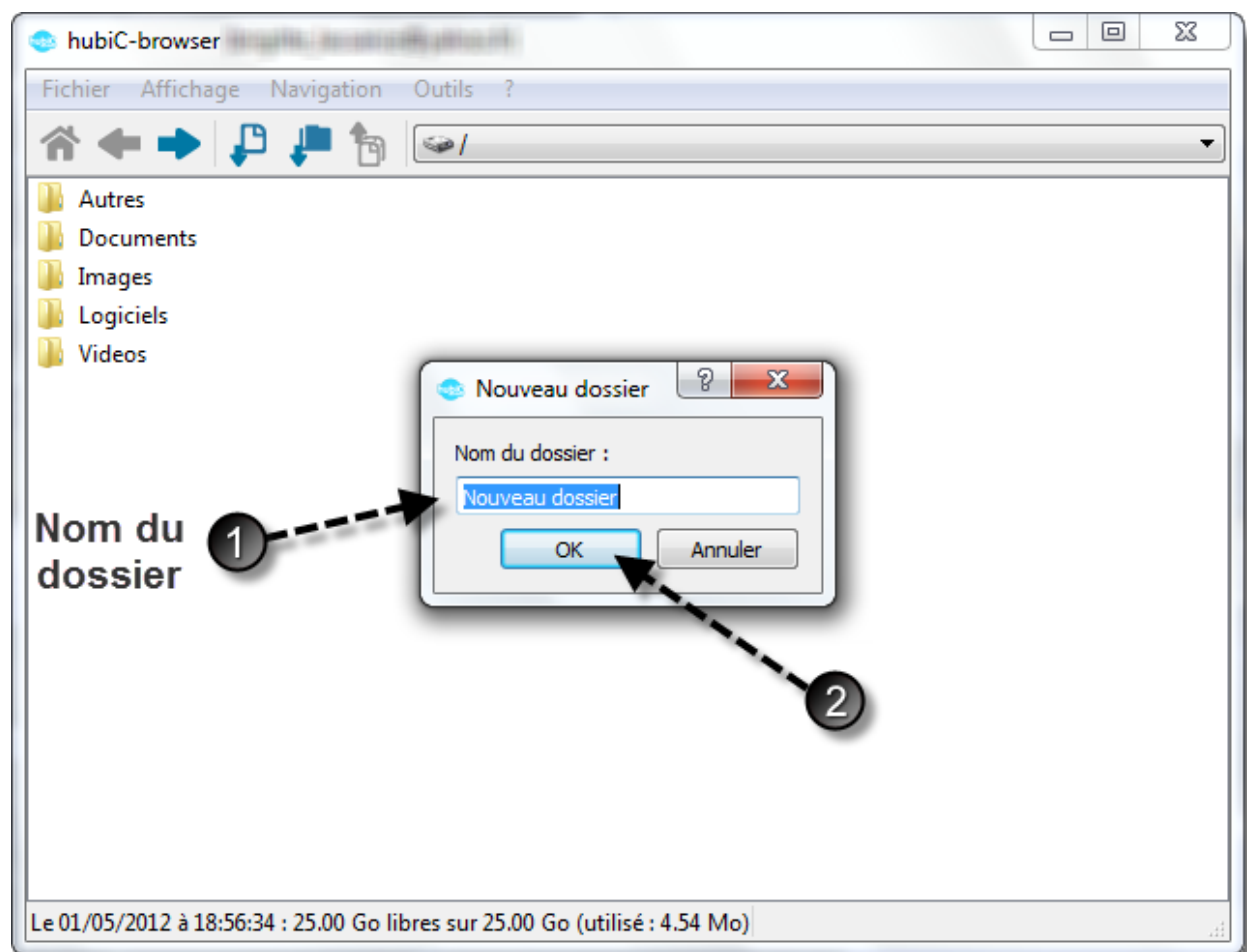 hubiC-browser
Fichier Affichage Navigation Outils ?
/
Autres
Documents
Images
Logiciels
Videos
hubiC Nouveau dossier ?
Nom du dossier :
Nouveau dossier
OK Annuler
Nom du
dossier
1
2
Le 01/05/2012 à 18:56:34 : 25.00 Go libres sur 25.00 Go (utilisé : 4.54 Mo)